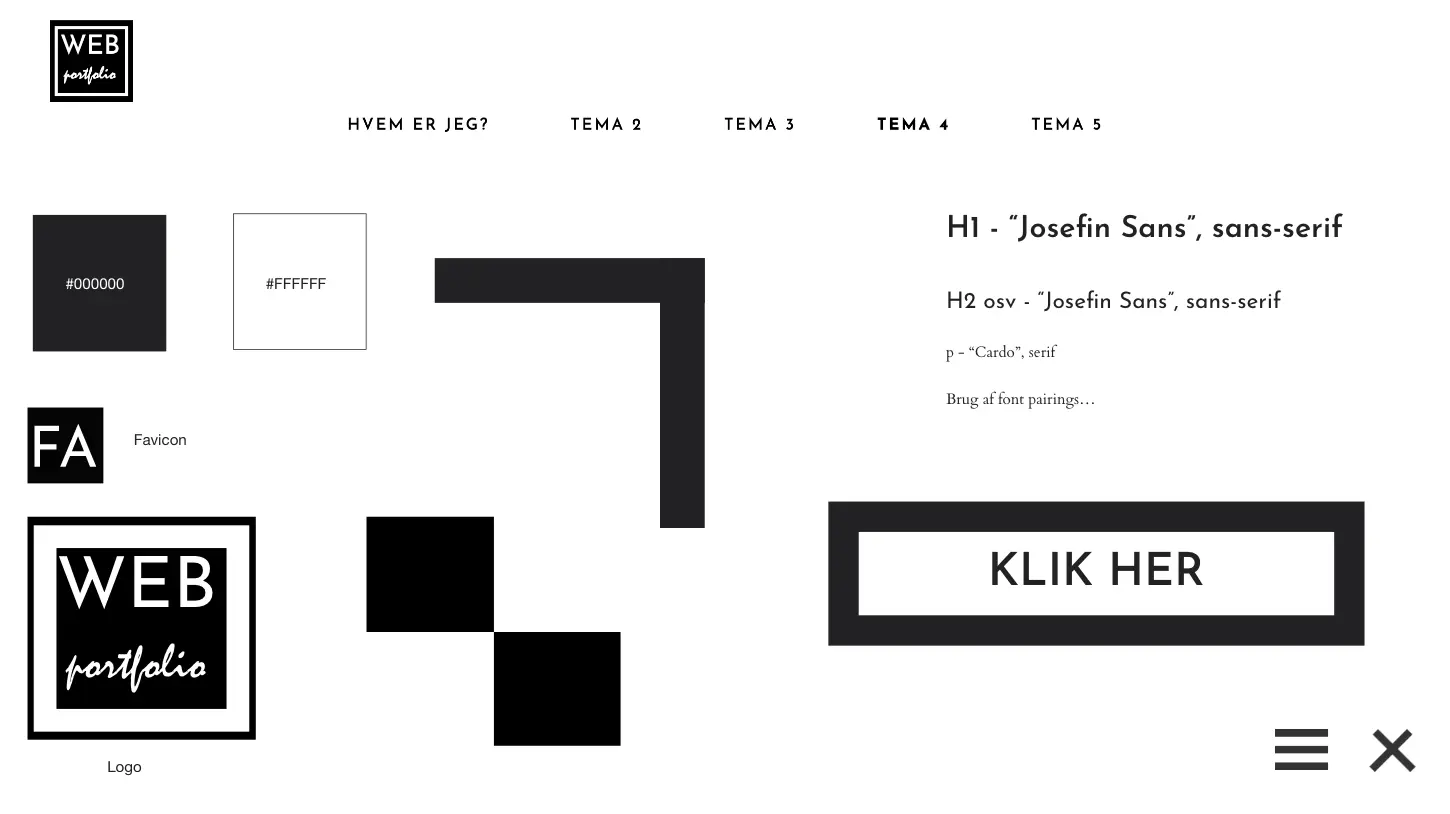 WEB
portfolio
HVEM ER JEG? TEMA 2 TEMA 3 TEMA 4 TEMA 5
#000000
#FFFFFF
H1 - “Josefin Sans”, sans-serif
H2 osv - “Josefin Sans”, sans-serif
p - “Cardo”, serif
Brug af font pairings…
FA
Favicon
WEB
portfolio
Logo
KLIK HER